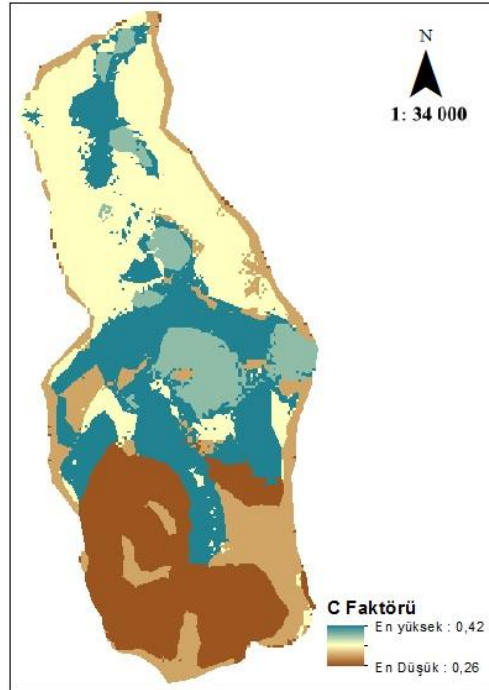 N
1: 34 000
C Faktörü
En yüksek : 0,42
En Düşük : 0,26